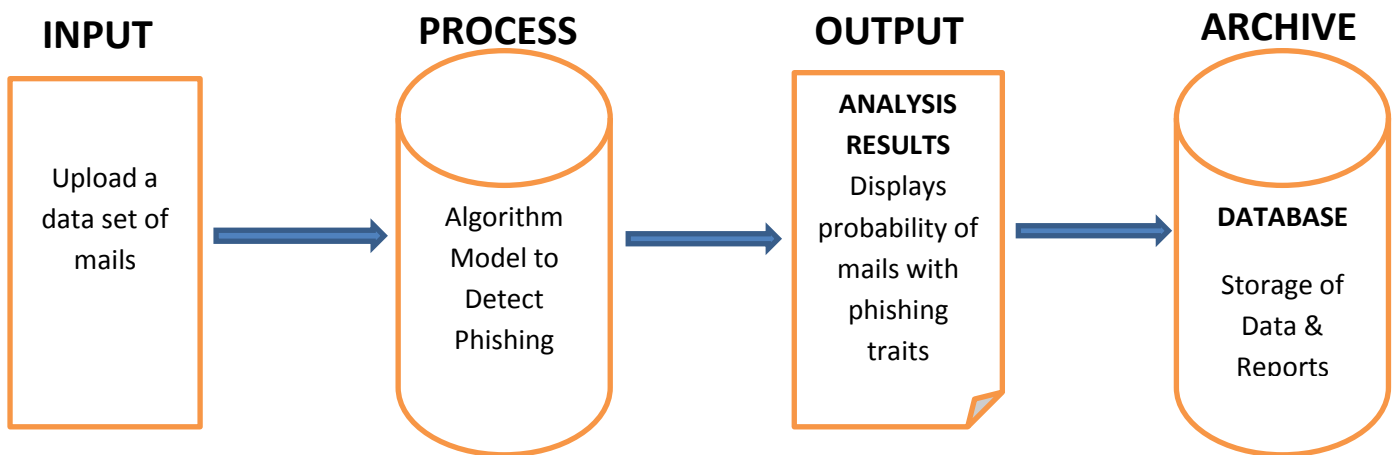 INPUT
Upload a
data set of
mails
PROCESS
Algorithm
Model to
Detect
Phishing
OUTPUT
ANALYSIS
RESULTS
Displays
probability of
mails with
phishing
traits
ARCHIVE
DATABASE
Storage of
Data &
Reports